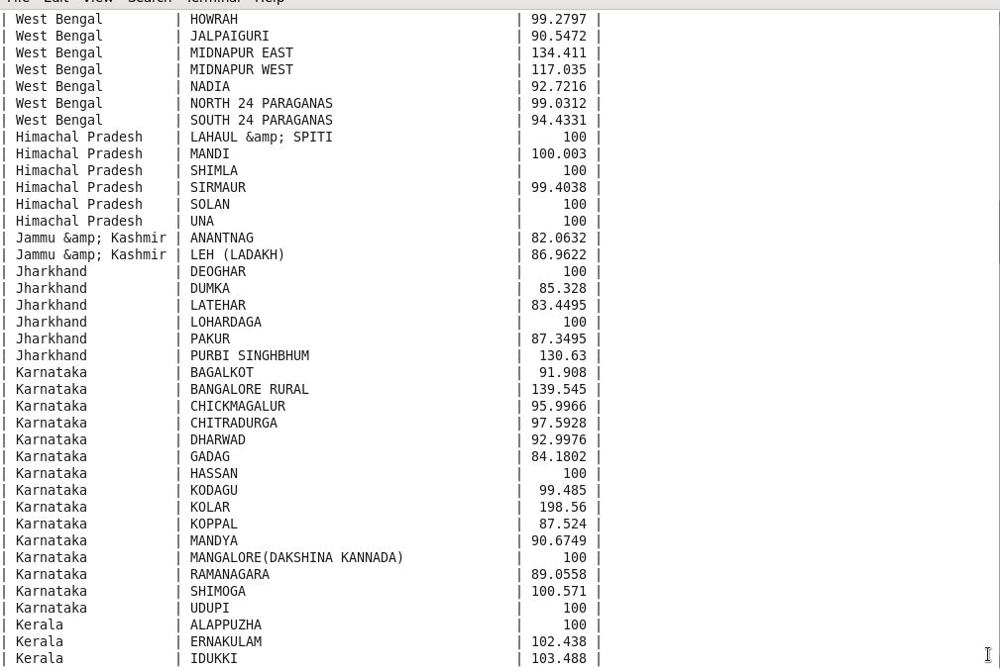 | West Bengal | HOWRAH | 99.2797 |
| West Bengal | JALPAIGURI | 90.5472 |
| West Bengal | MIDNAPUR EAST | 134.411 |
| West Bengal | MIDNAPUR WEST | 117.035 |
| West Bengal | NADIA | 92.7216 |
| West Bengal | NORTH 24 PARAGANAS | 99.0312 |
| West Bengal | SOUTH 24 PARAGANAS | 94.4331 |
| Himachal Pradesh | LAHAUL &amp; SPITI | 100 |
| Himachal Pradesh | MANDI | 100.003 |
| Himachal Pradesh | SHIMLA | 100 |
| Himachal Pradesh | SIRMAUR | 99.4038 |
| Himachal Pradesh | SOLAN | 100 |
| Himachal Pradesh | UNA | 100 |
| Jammu &amp; Kashmir | ANANTNAG | 82.0632 |
| Jammu &amp; Kashmir | LEH (LADAKH) | 86.9622 |
| Jharkhand | DEOGHAR | 100 |
| Jharkhand | DUMKA | 85.328 |
| Jharkhand | LATEHAR | 83.4495 |
| Jharkhand | LOHARDAGA | 100 |
| Jharkhand | PAKUR | 87.3495 |
| Jharkhand | PURBI SINGHBHUM | 130.63 |
| Karnataka | BAGALKOT | 91.908 |
| Karnataka | BANGALORE RURAL | 139.545 |
| Karnataka | CHICKMAGALUR | 95.9966 |
| Karnataka | CHITRADURGA | 97.5928 |
| Karnataka | DHARWAD | 92.9976 |
| Karnataka | GADAG | 84.1802 |
| Karnataka | HASSAN | 100 |
| Karnataka | KODAGU | 99.485 |
| Karnataka | KOLAR | 198.56 |
| Karnataka | KOPPAL | 87.524 |
| Karnataka | MANDYA | 90.6749 |
| Karnataka | MANGALORE(DAKSHINA KANNADA) | 100 |
| Karnataka | RAMANAGARA | 89.0558 |
| Karnataka | SHIMOGA | 100.571 |
| Karnataka | UDUPI | 100 |
| Kerala | ALAPPUZHA | 100 |
| Kerala | ERNAKULAM | 102.438 |
| Kerala | IDUKKI | 103.488 |